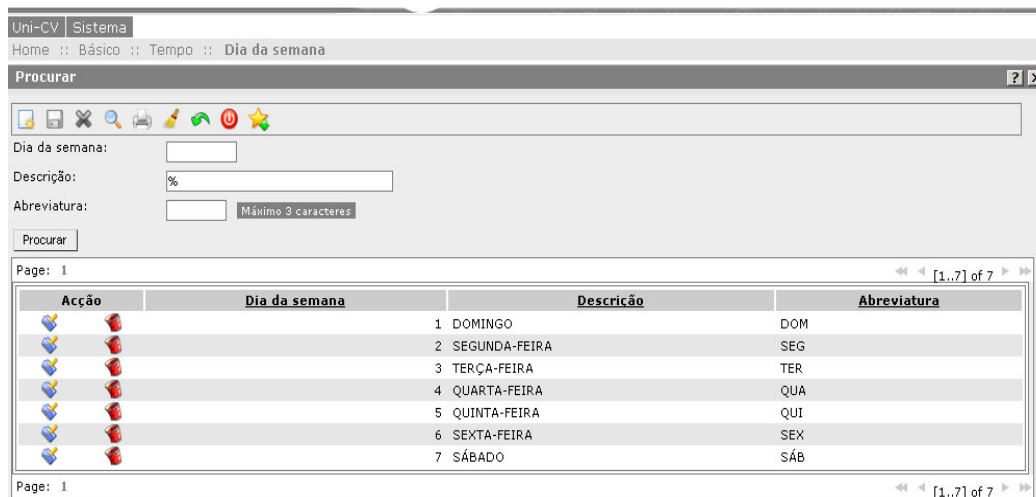 Uni-CV Sistema
Home :: Básico :: Tempo :: Dia da semana
Procurar
Dia da semana:
Descrição: %
Abreviatura: Máximo 3 caracteres
Procurar
Page: 1 [1..7] of 7
Acção Dia da semana Descrição Abreviatura
1 DOMINGO DOM
2 SEGUNDA-FEIRA SEG
3 TERÇA-FEIRA TER
4 QUARTA-FEIRA QUA
5 QUINTA-FEIRA QUI
6 SEXTA-FEIRA SEX
7 SÁBADO SÁB
Page: 1 [1..7] of 7